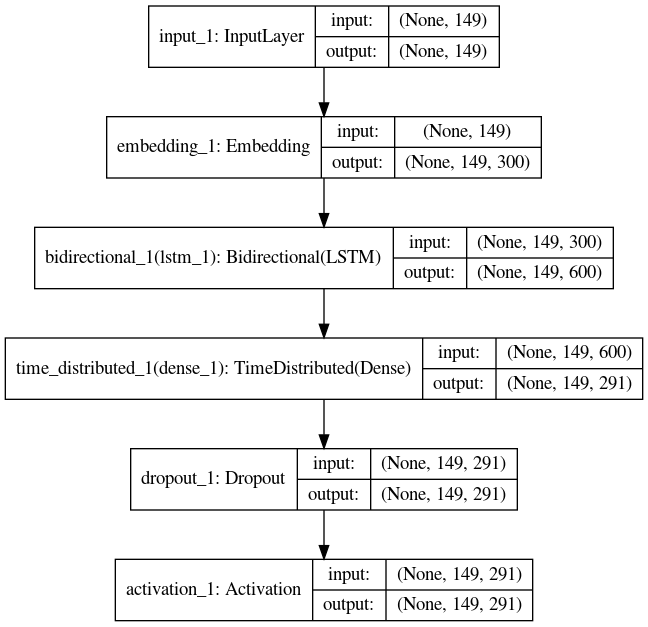 input_1: InputLayer
input: (None, 149)
output: (None, 149)
embedding_1: Embedding
input: (None, 149)
output: (None, 149, 300)
bidirectional_1(lstm_1): Bidirectional(LSTM)
input: (None, 149, 300)
output: (None, 149, 600)
time_distributed_1(dense_1): TimeDistributed(Dense)
input: (None, 149, 600)
output: (None, 149, 291)
dropout_1: Dropout
input: (None, 149, 291)
output: (None, 149, 291)
activation_1: Activation
input: (None, 149, 291)
output: (None, 149, 291)